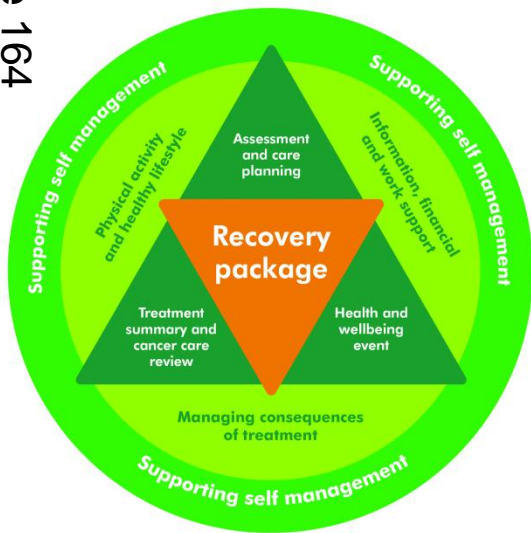 e 164
Supporting self management
Supporting self management
Physical activity
and healthy lifestyle
Information, financial
and work support
Assessment
and care
planning
Recovery
package
Treatment
summary and
cancer care
review
Health and
wellbeing
event
Managing consequences
of treatment
Supporting self management